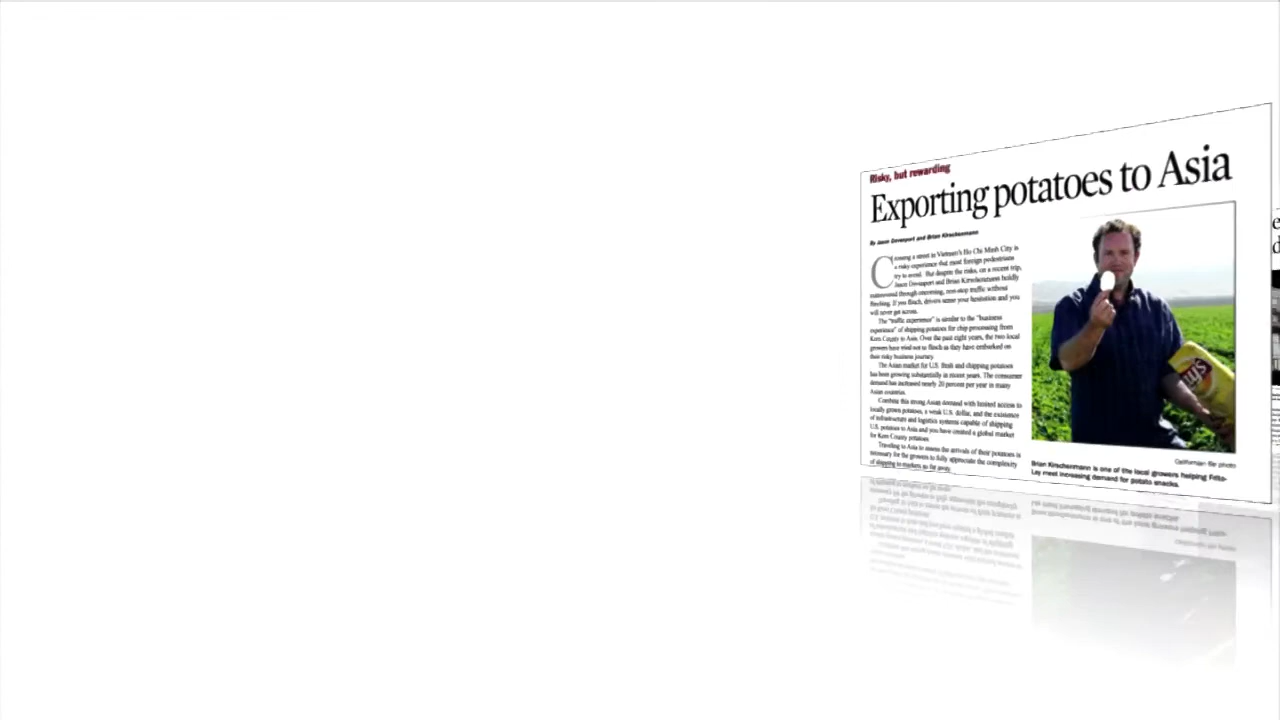 Risky, but rewarding
Exporting potatoes to Asia
By Jason Davenport and Brian Kirschenmann
Crossing a street in Vietnam's Ho Chi Minh City is
a risky experience that most foreign pedestrians
try to avoid. But despite the risks, on a recent trip,
Jason Davenport and Brian Kirschenmann boldly
maneuvered through oncoming, non-stop traffic without
flinching. If you flinch, drivers sense your hesitation and you
will never get across.
The "traffic experience" is similar to the "business
experience" of shipping potatoes for chip processing from
Kern County to Asia. Over the past eight years, the two local
growers have tried not to flinch as they have embarked on
their risky business journey.
The Asian market for U.S. fresh and chipping potatoes
has been growing substantially in recent years. The consumer
demand has increased nearly 20 percent per year in many
Asian countries.
Combine this strong Asian demand with limited access to
locally grown potatoes, a weak U.S. dollar, and the existence
of infrastructure and logistics systems capable of shipping
U.S. potatoes to Asia and you have created a global market
for Kern County potatoes.
Traveling to Asia to assess the arrivals of their potatoes is
necessary for the growers to fully appreciate the complexity
of shipping to markets so far away.
Lay's
Californian file photo
Brian Kirschenmann is one of the local growers helping Frito-
Lay meet increasing demand for potato snacks.